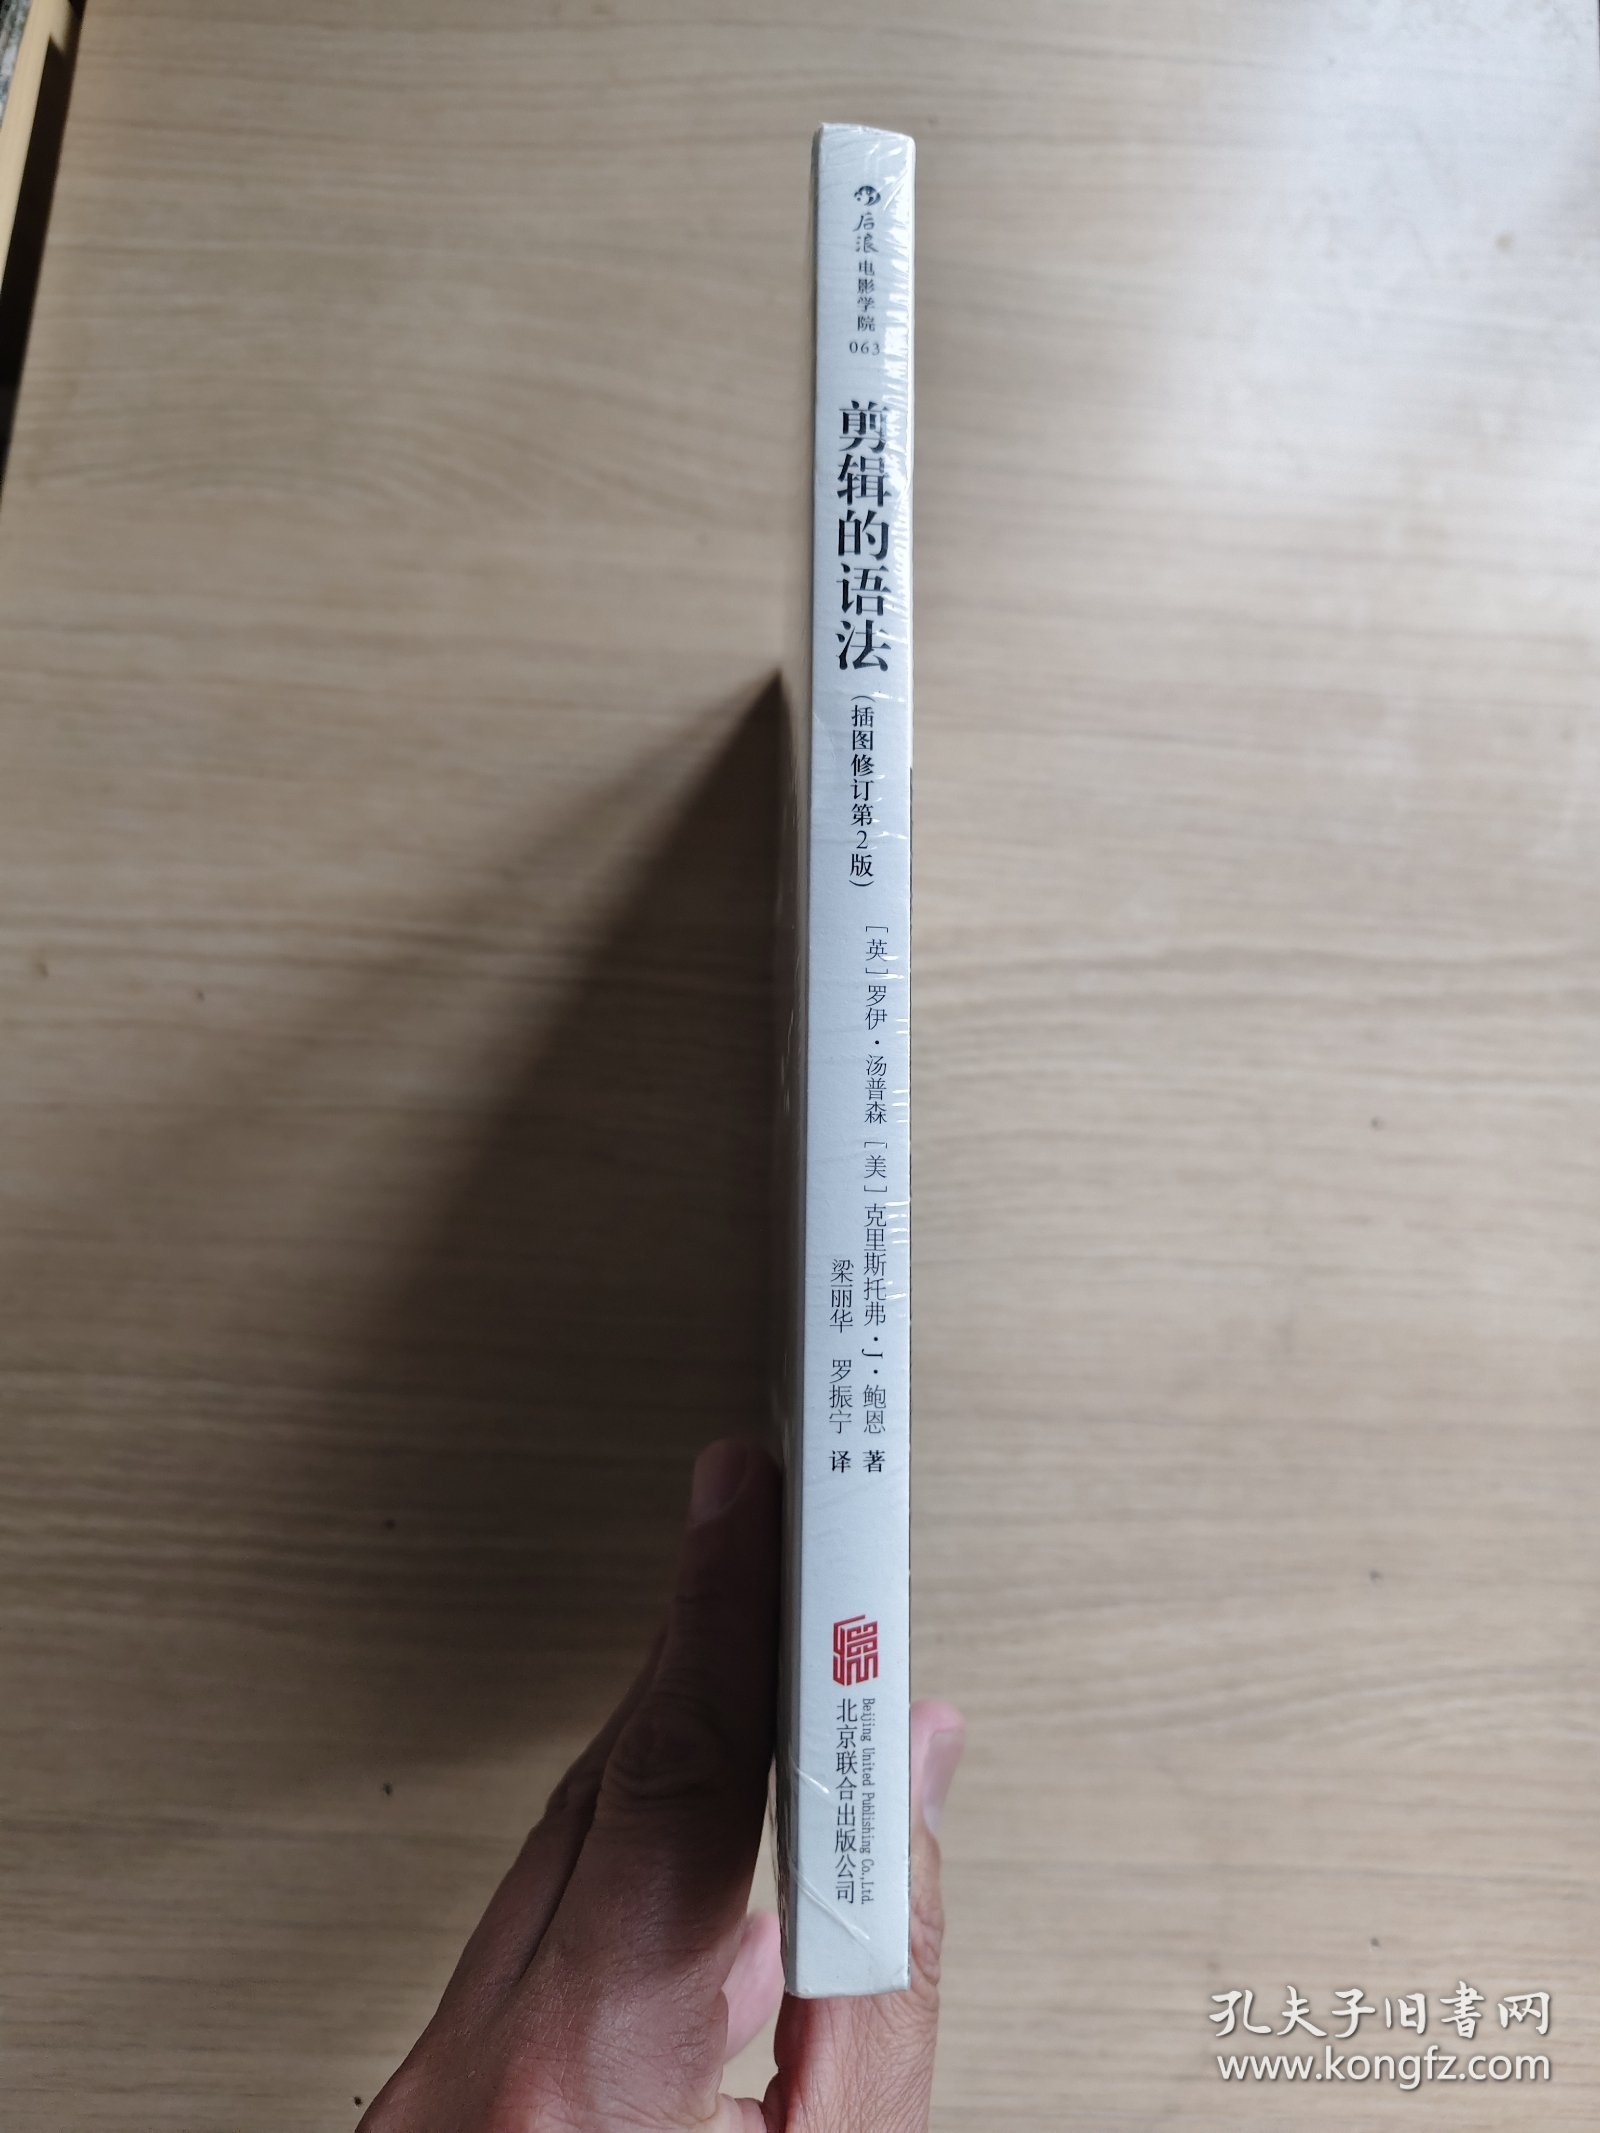 后浪
电影学院
063
剪辑的语法
（插图修订第2版）
［英］罗伊·汤普森 ［美］克里斯托弗·J·鲍恩 著
梁丽华 罗振宁 译
Beijing United Publishing Co.,Ltd.
北京联合出版公司
孔夫子旧书网
www.kongfz.com